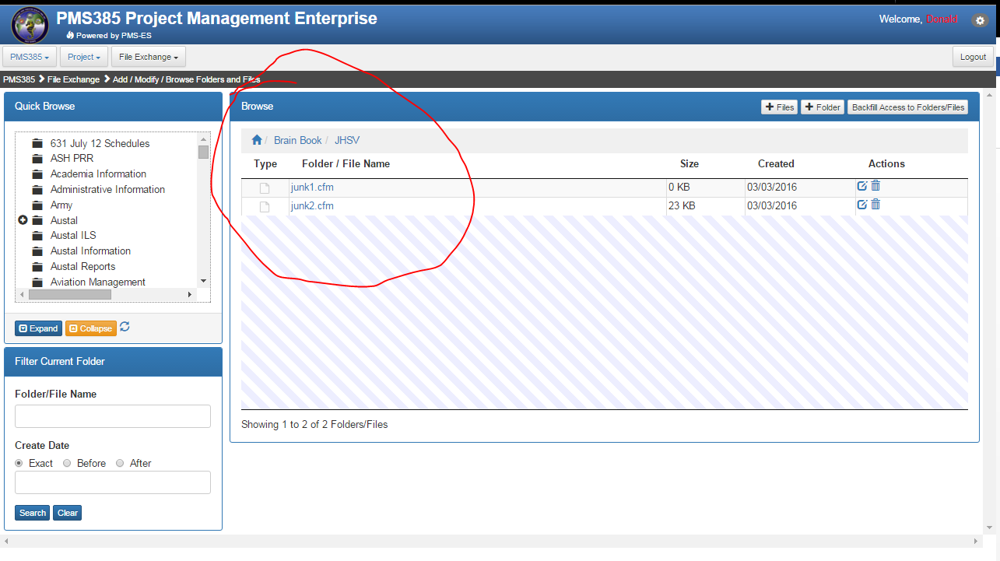 PMS385 Project Management Enterprise
Powered by PMS-ES
Welcome, Donald
PMS385 Project File Exchange
Logout
PMS385 File Exchange Add / Modify / Browse Folders and Files
Quick Browse
631 July 12 Schedules
ASH PRR
Academia Information
Administrative Information
Army
Austal
Austal ILS
Austal Information
Austal Reports
Aviation Management
Expand Collapse
Filter Current Folder
Folder/File Name
Create Date
Exact Before After
Search Clear
Browse
Files Folder Backfill Access to Folders/Files
/ Brain Book / JHSV
Type Folder / File Name Size Created Actions
junk1.cfm 0 KB 03/03/2016
junk2.cfm 23 KB 03/03/2016
Showing 1 to 2 of 2 Folders/Files